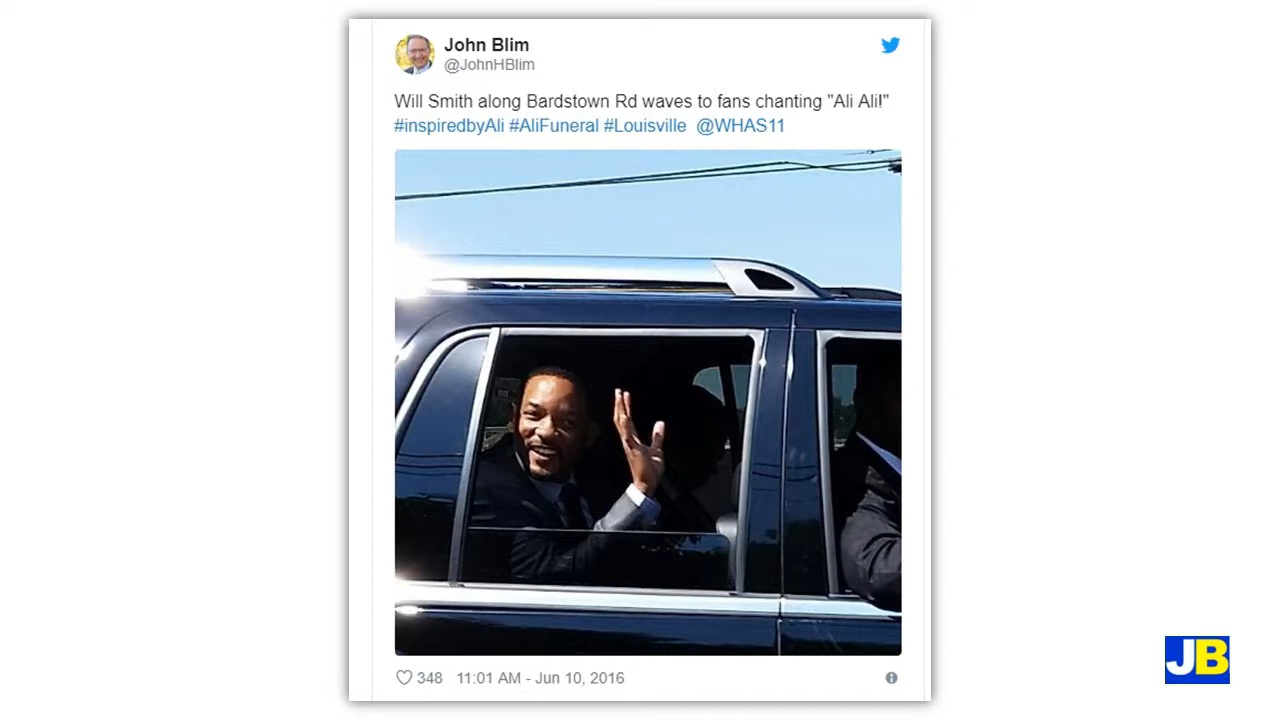 John Blim
@JohnHBlim
Will Smith along Bardstown Rd waves to fans chanting "Ali Ali!"
#inspiredbyAli #AliFuneral #Louisville @WHAS11
348 11:01 AM - Jun 10, 2016
JB